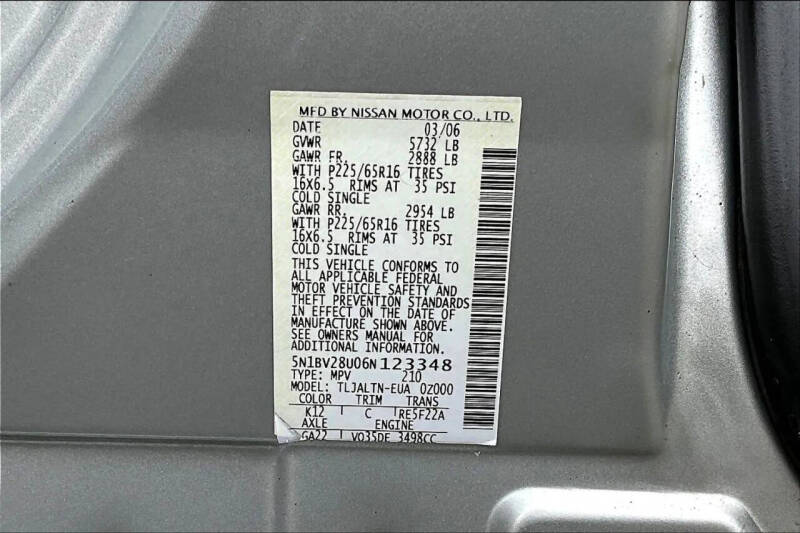 MFD BY NISSAN MOTOR CO., LTD.
DATE 03/06
GVWR 5732 LB
GAWR FR. 2888 LB
WITH P225/65R16 TIRES
16X6.5 RIMS AT 35 PSI
COLD SINGLE
GAWR RR. 2954 LB
WITH P225/65R16 TIRES
16X6.5 RIMS AT 35 PSI
COLD SINGLE
THIS VEHICLE CONFORMS TO
ALL APPLICABLE FEDERAL
MOTOR VEHICLE SAFETY AND
THEFT PREVENTION STANDARDS
IN EFFECT ON THE DATE OF
MANUFACTURE SHOWN ABOVE.
SEE OWNERS MANUAL FOR
ADDITIONAL INFORMATION.
5N1BV28U06N123348
TYPE: MPV 210
MODEL: TLJALTN-EUA 0Z000
COLOR TRIM TRANS
K12 C RE5F22A
AXLE ENGINE
GA22 VQ35DE 3498CC